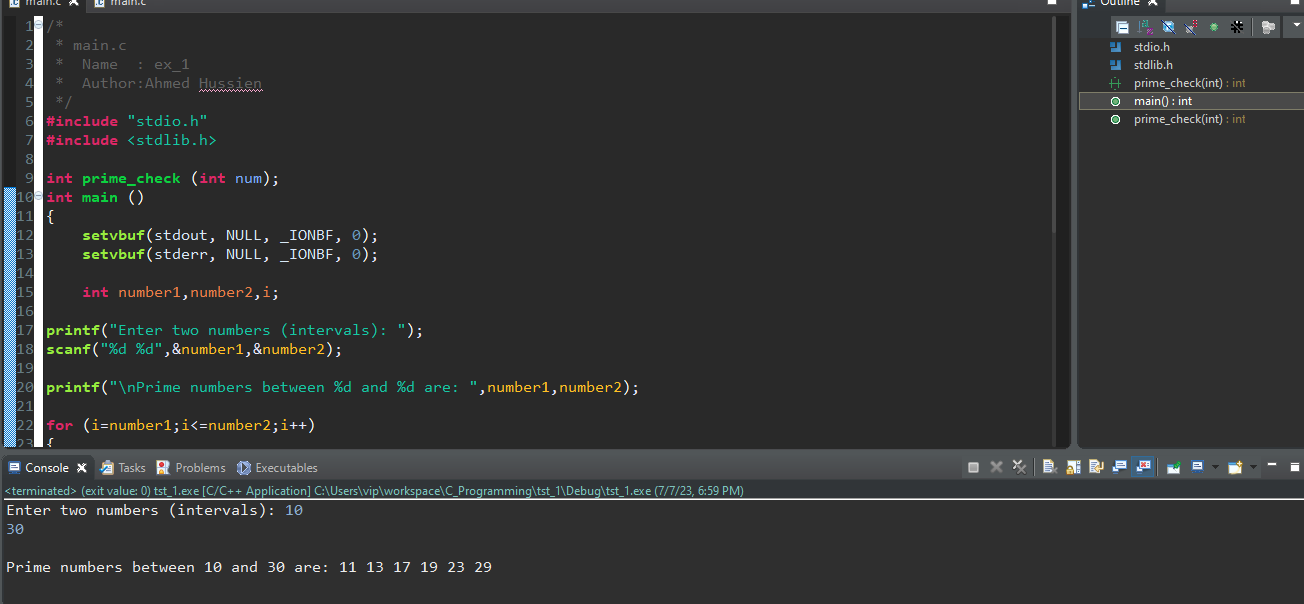 main.c main.c
1 /*
2 * main.c
3 * Name : ex_1
4 * Author:Ahmed Hussien
5 */
6 #include "stdio.h"
7 #include <stdlib.h>
8
9 int prime_check (int num);
10 int main ()
11 {
12 setvbuf(stdout, NULL, _IONBF, 0);
13 setvbuf(stderr, NULL, _IONBF, 0);
14
15 int number1,number2,i;
16
17 printf("Enter two numbers (intervals): ");
18 scanf("%d %d",&number1,&number2);
19
20 printf("\nPrime numbers between %d and %d are: ",number1,number2);
21
22 for (i=number1;i<=number2;i++)
23 {
Outline
stdio.h
stdlib.h
prime_check(int) : int
main() : int
prime_check(int) : int
Console Tasks Problems Executables
<terminated> (exit value: 0) tst_1.exe [C/C++ Application] C:\Users\vip\workspace\C_Programming\tst_1\Debug\tst_1.exe (7/7/23, 6:59 PM)
Enter two numbers (intervals): 10
30
Prime numbers between 10 and 30 are: 11 13 17 19 23 29